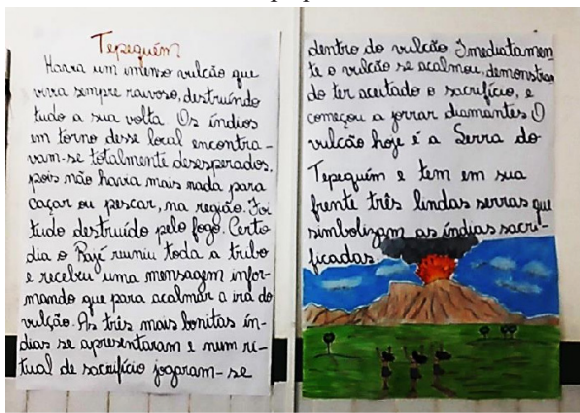 Tepequém
Havia um imenso vulcão que
vivia sempre raivoso, destruindo
tudo a sua volta. Os índios
em torno desse local encontra-
vam-se totalmente desesperados,
pois não havia mais nada para
caçar ou pescar, na região. Foi
tudo destruído pelo fogo. Certo
dia o Pajé reuniu toda a tribo
e recebeu uma mensagem infor-
mando que para acalmar a ira do
vulção. As três mais bonitas ín-
dias se apresentaram e num ri-
tual de sacrifício jogaram-se
dentro do vulcão Imediatamen
te o vulcão se acalmou, demonstran
do ter aceitado o sacrifício, e
começou a jorrar diamantes. O
vulcão hoje é a Serra do
Tepequém e tem em sua
frente três lindas serras que
simbolizam as índias sacri-
ficadas